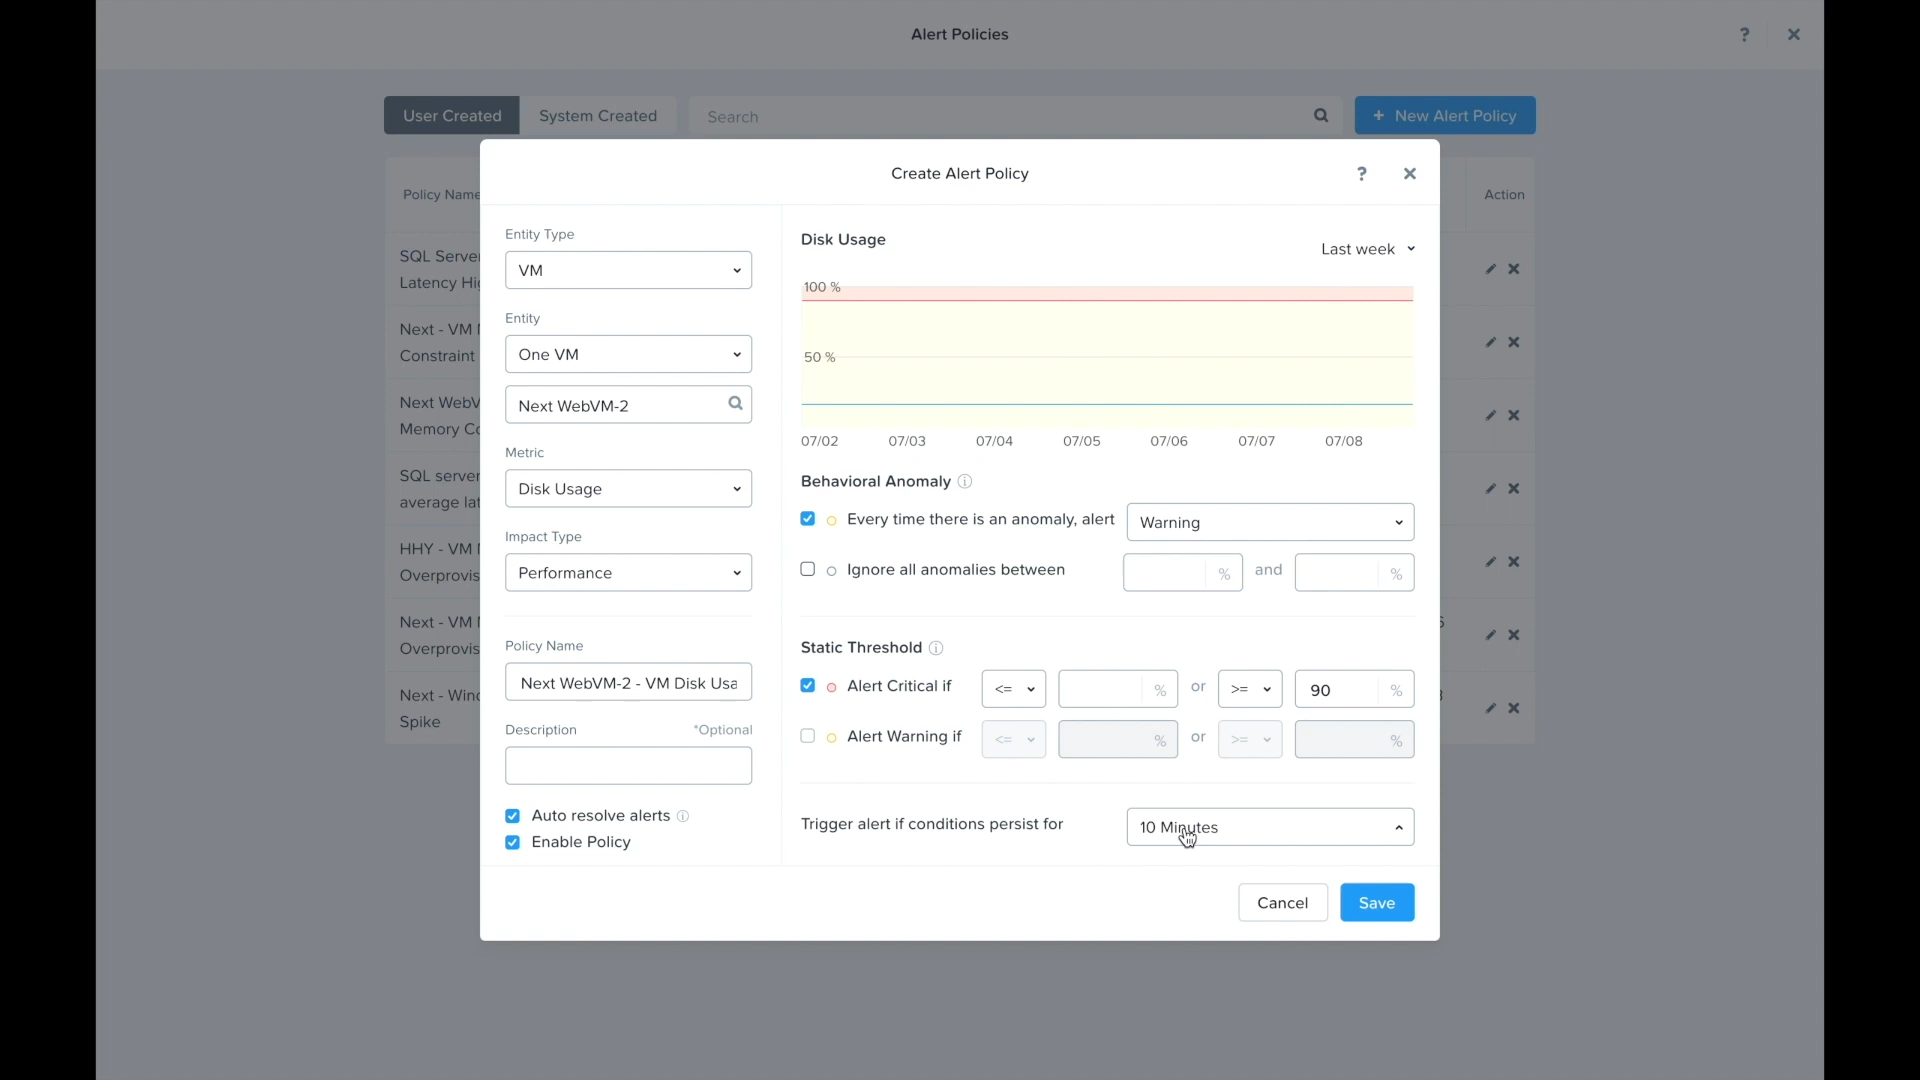 Alert Policies
?
User Created
System Created
Search
+ New Alert Policy
Policy Name
Action
SQL Serve
Latency Hi
Next - VM
Constraint
Next WebV
Memory Co
SQL server
average lat
HHY - VM
Overprovis
Next - VM
Overprovis
Next - Wind
Spike
Create Alert Policy
?
Entity Type
VM
Entity
One VM
Next WebVM-2
Metric
Disk Usage
Impact Type
Performance
Policy Name
Next WebVM-2 - VM Disk Usa
Description *Optional
Auto resolve alerts
Enable Policy
Disk Usage
Last week
100 %
50 %
07/02 07/03 07/04 07/05 07/06 07/07 07/08
Behavioral Anomaly
Every time there is an anomaly, alert Warning
Ignore all anomalies between % and %
Static Threshold
Alert Critical if <= % or >= 90 %
Alert Warning if <= % or >= %
Trigger alert if conditions persist for 10 Minutes
Cancel Save